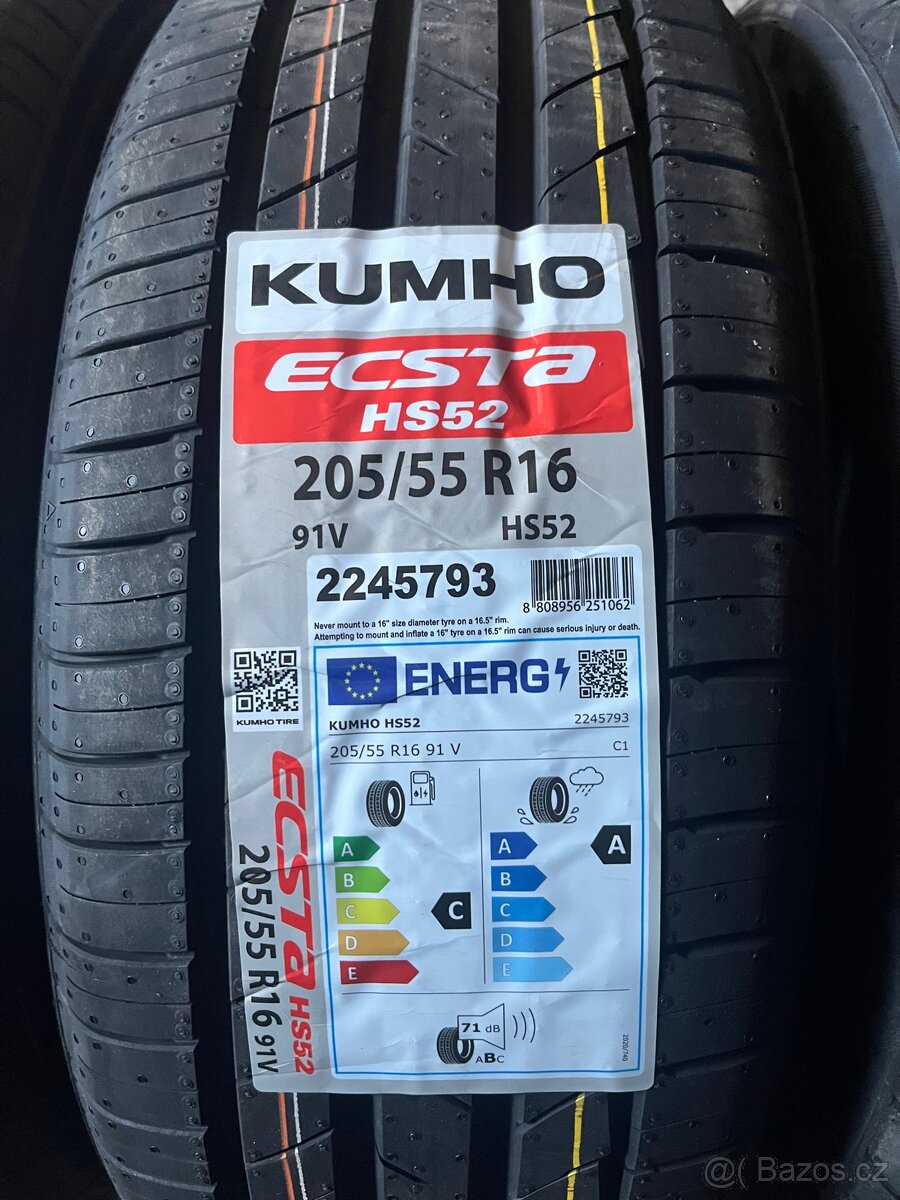 KUMHO
ECSTa
HS52
205/55 R16
91V HS52
2245793
8 808956 251062
Never mount to a 16" size diameter tyre on a 16.5" rim.
Attempting to mount and inflate a 16" tyre on a 16.5" rim can cause serious injury or death.
ENERG
KUMHO TIRE
KUMHO HS52 2245793
205/55 R16 91 V C1
A
B
C
D
E
C
A
B
C
D
E
A
71 dB
ABC
2020/740
ECSTa HS52
205/55 R16 91V
@( Bazos.cz